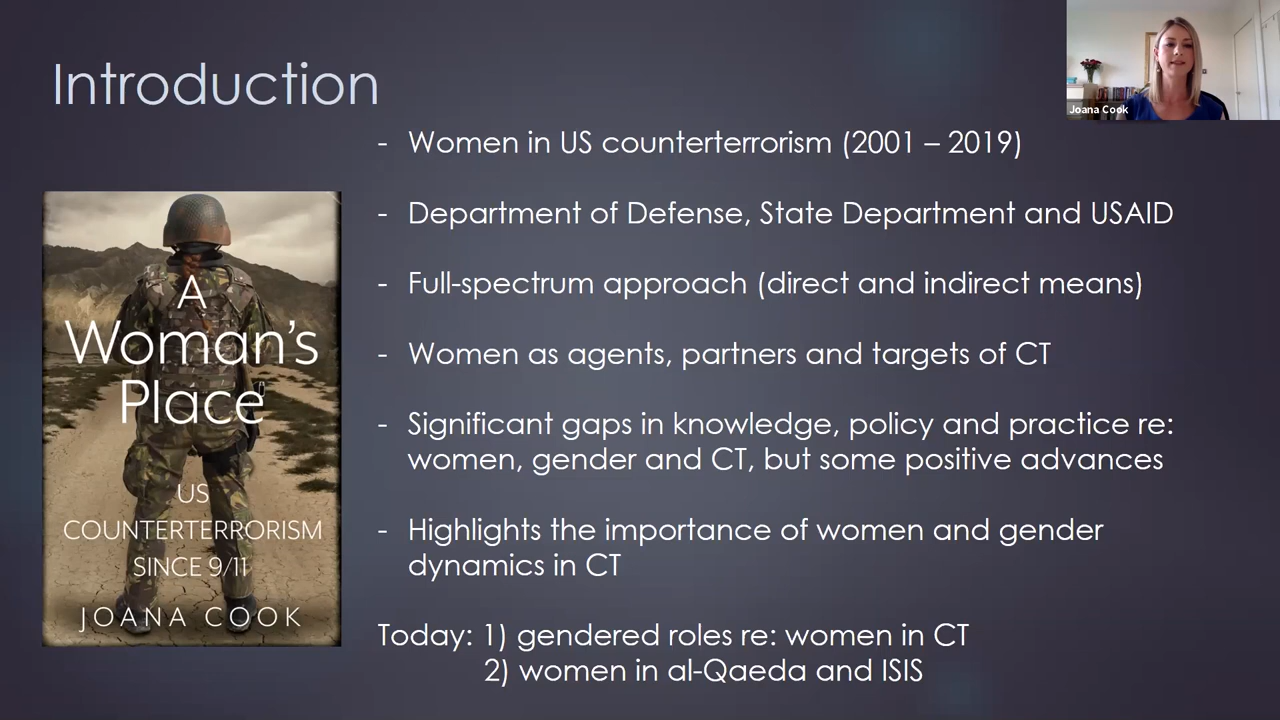 Introduction
Joana Cook
- Women in US counterterrorism (2001 – 2019)
- Department of Defense, State Department and USAID
- Full-spectrum approach (direct and indirect means)
- Women as agents, partners and targets of CT
- Significant gaps in knowledge, policy and practice re:
women, gender and CT, but some positive advances
- Highlights the importance of women and gender
dynamics in CT
Today: 1) gendered roles re: women in CT
2) women in al-Qaeda and ISIS
A
Woman's
Place
US
COUNTERTERRORISM
SINCE 9/11
JOANA COOK